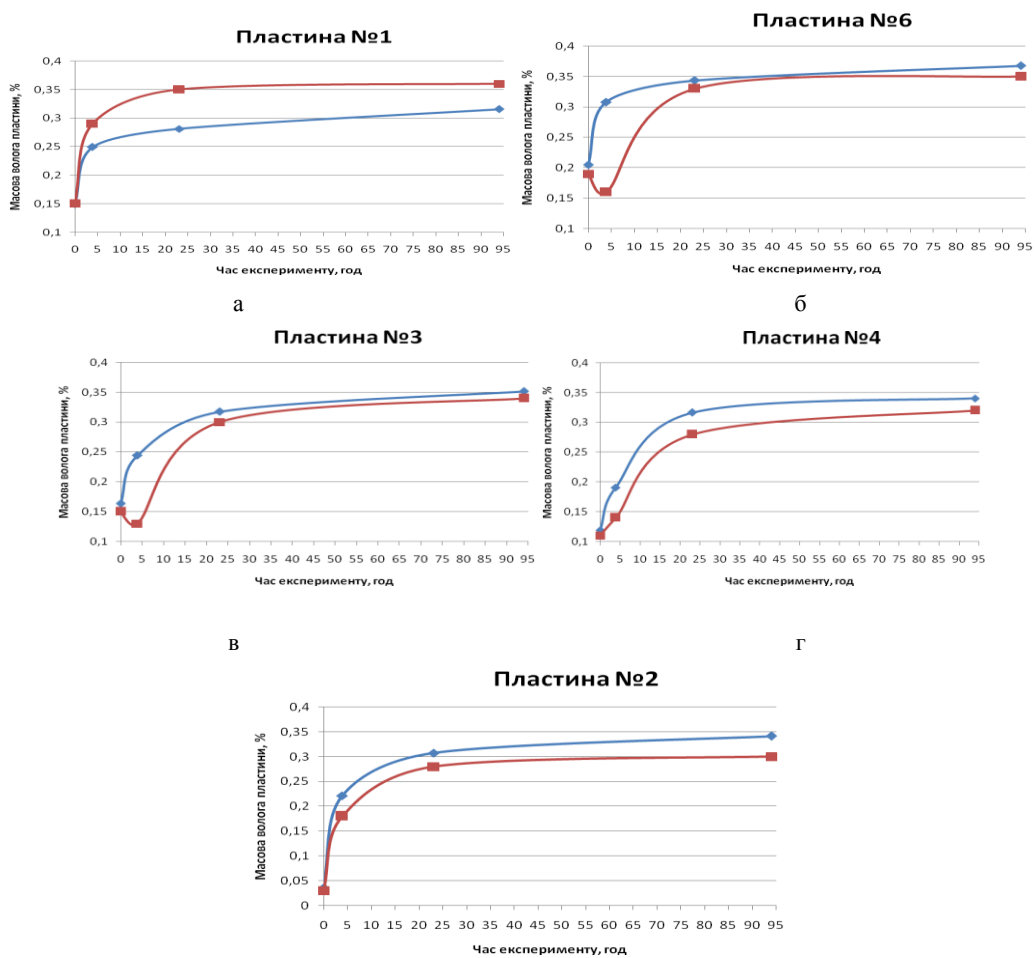 Пластина №1
Масова волога пластини, %
0,4
0,35
0,3
0,25
0,2
0,15
0,1
0 5 10 15 20 25 30 35 40 45 50 55 60 65 70 75 80 85 90 95
Час експерименту, год
а
Пластина №6
Масова волога пластини, %
0,4
0,35
0,3
0,25
0,2
0,15
0,1
0 5 10 15 20 25 30 35 40 45 50 55 60 65 70 75 80 85 90 95
Час експерименту, год
б
Пластина №3
Масова волога пластини, %
0,4
0,35
0,3
0,25
0,2
0,15
0,1
0 5 10 15 20 25 30 35 40 45 50 55 60 65 70 75 80 85 90 95
Час експерименту, год
в
Пластина №4
Масова волога пластини, %
0,4
0,35
0,3
0,25
0,2
0,15
0,1
0 5 10 15 20 25 30 35 40 45 50 55 60 65 70 75 80 85 90 95
Час експерименту, год
г
Пластина №2
Масова волога пластини, %
0,4
0,35
0,3
0,25
0,2
0,15
0,1
0,05
0
0 5 10 15 20 25 30 35 40 45 50 55 60 65 70 75 80 85 90 95
Час експерименту, год